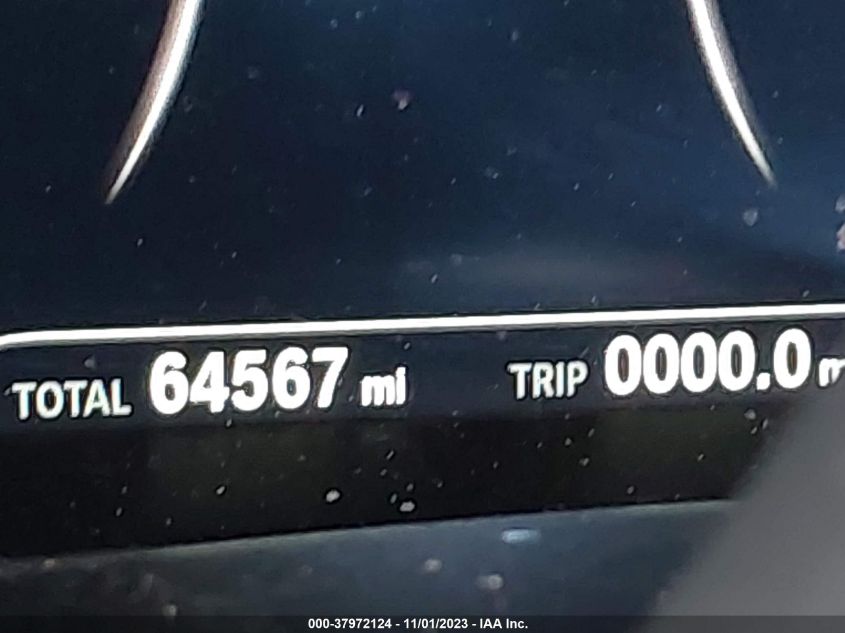 TOTAL 64567 mi TRIP 0000.0
000-37972124 - 11/01/2023 - IAA Inc.